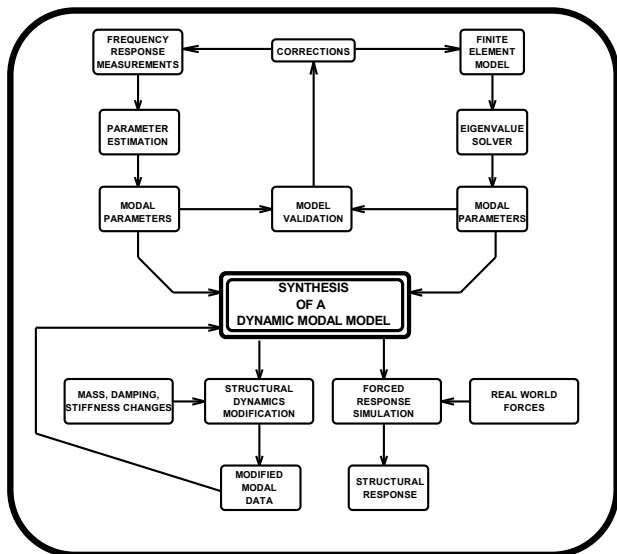 FREQUENCY
RESPONSE
MEASUREMENTS
CORRECTIONS
FINITE
ELEMENT
MODEL
PARAMETER
ESTIMATION
EIGENVALUE
SOLVER
MODAL
PARAMETERS
MODEL
VALIDATION
MODAL
PARAMETERS
SYNTHESIS
OF A
DYNAMIC MODAL MODEL
MASS, DAMPING,
STIFFNESS CHANGES
STRUCTURAL
DYNAMICS
MODIFICATION
FORCED
RESPONSE
SIMULATION
REAL WORLD
FORCES
MODIFIED
MODAL
DATA
STRUCTURAL
RESPONSE